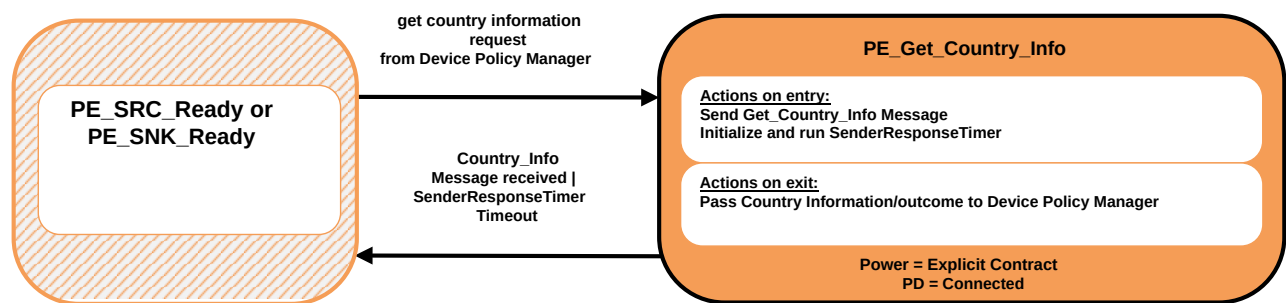 get country information
request
from Device Policy Manager
PE_SRC_Ready or
PE_SNK_Ready
Country_Info
Message received |
SenderResponseTimer
Timeout
PE_Get_Country_Info
Actions on entry:
Send Get_Country_Info Message
Initialize and run SenderResponseTimer
Actions on exit:
Pass Country Information/outcome to Device Policy Manager
Power = Explicit Contract
PD = Connected